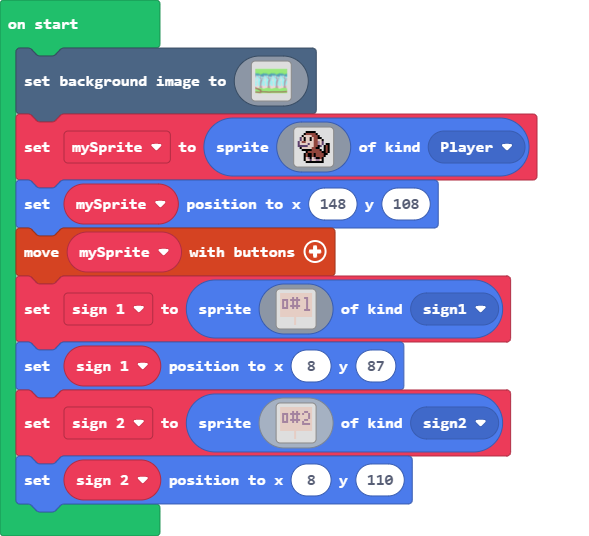 on start
set background image to
set mySprite to sprite of kind Player
set mySprite position to x 148 y 108
move mySprite with buttons
set sign 1 to sprite #1 of kind sign1
set sign 1 position to x 8 y 87
set sign 2 to sprite #2 of kind sign2
set sign 2 position to x 8 y 110